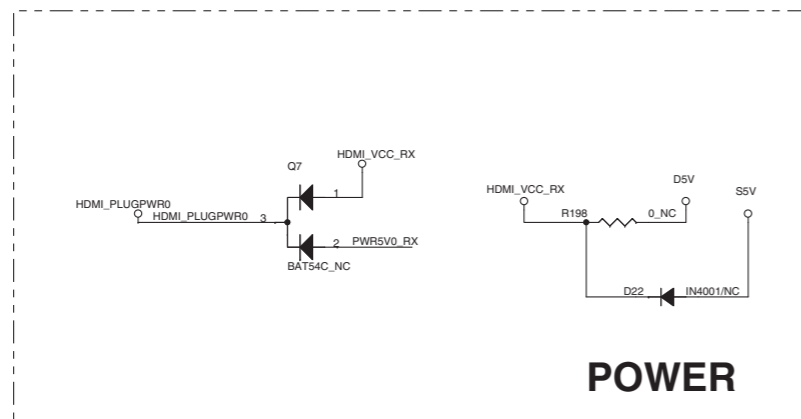 Q7
HDMI_VCC_RX
1
HDMI_PLUGPWR0
HDMI_PLUGPWR0
3
2
PWR5V0_RX
BAT54C_NC
HDMI_VCC_RX
D5V
S5V
R198
0_NC
D22
IN4001/NC
POWER